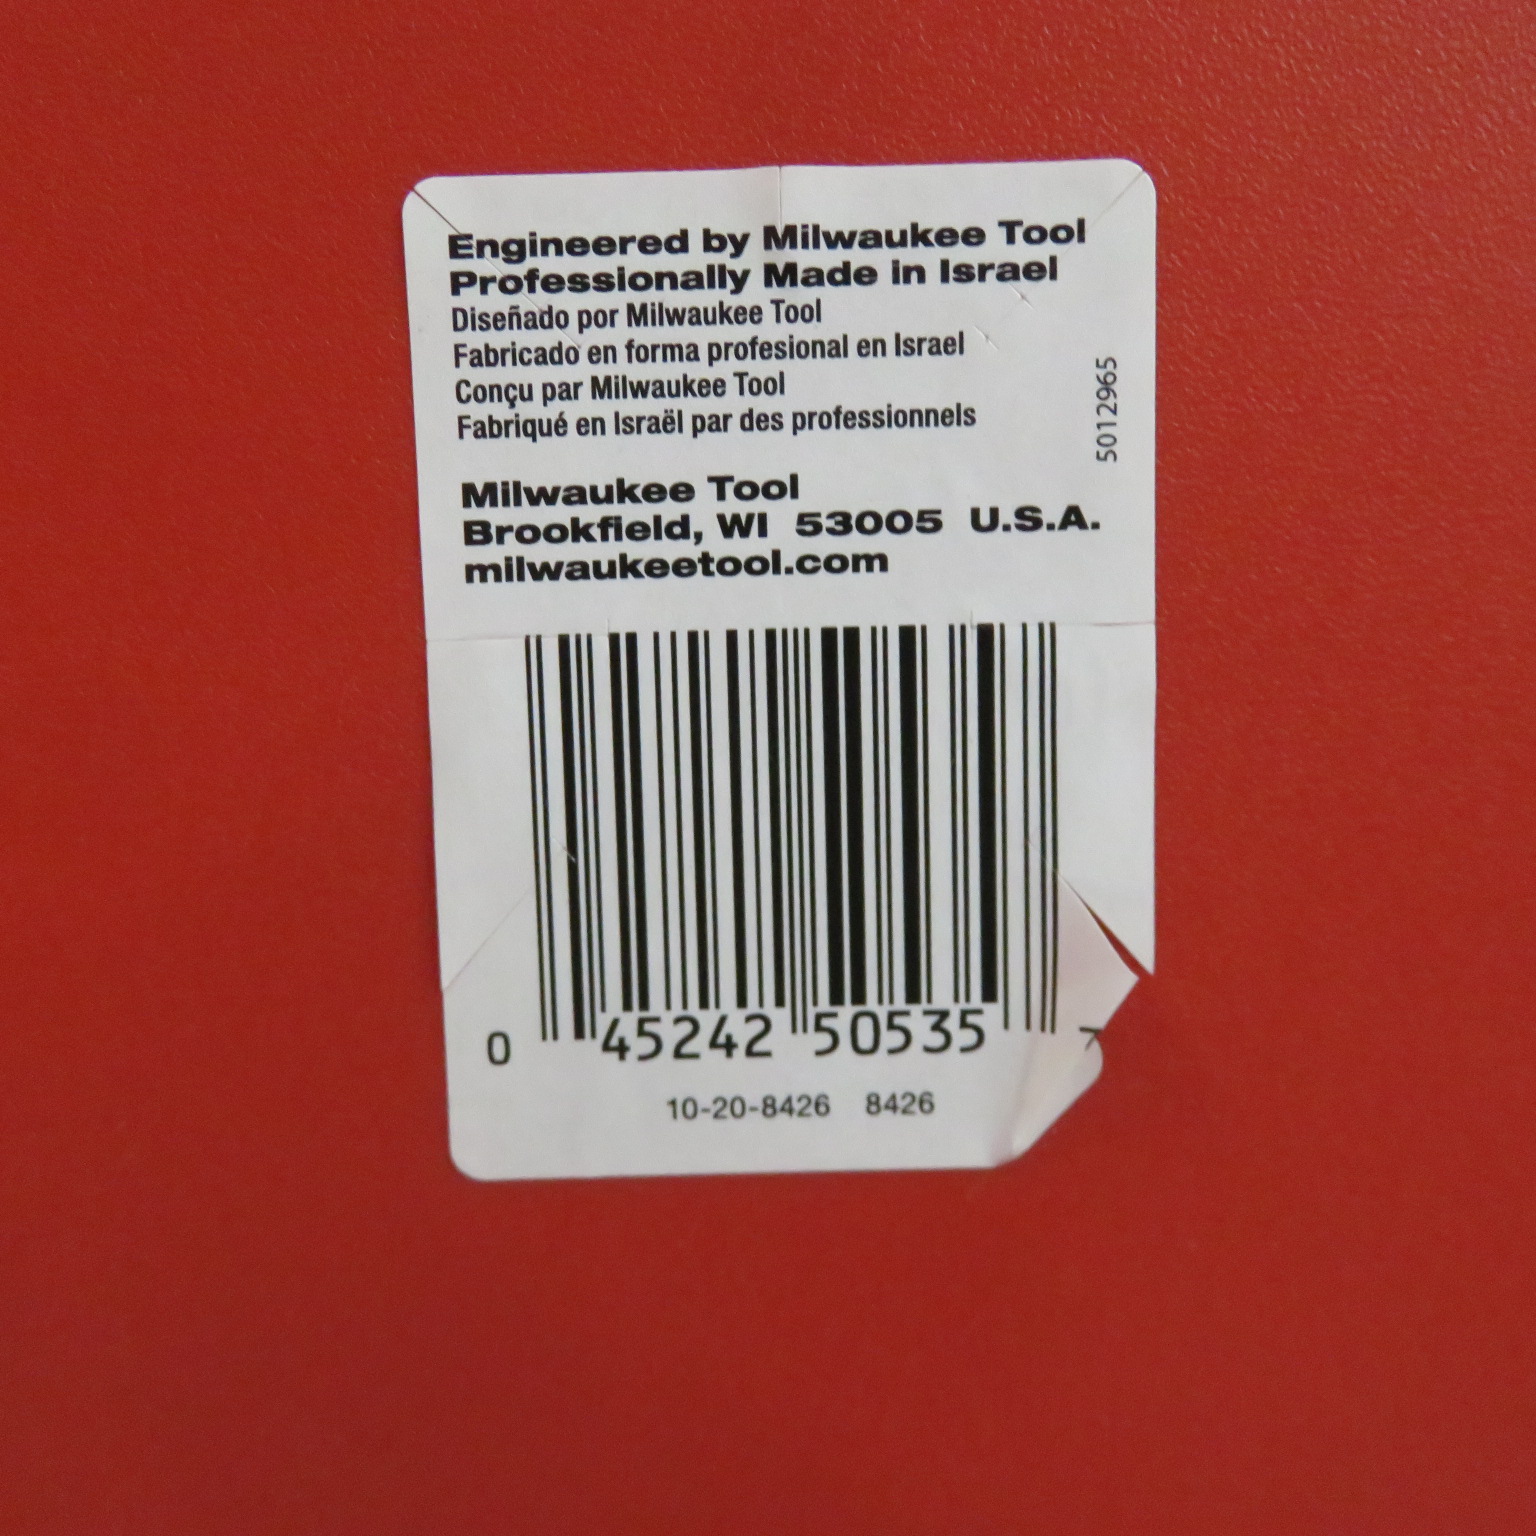 Engineered by Milwaukee Tool
Professionally Made in Israel
Diseñado por Milwaukee Tool
Fabricado en forma profesional en Israel
Conçu par Milwaukee Tool
Fabriqué en Israël par des professionnels
5012965
Milwaukee Tool
Brookfield, WI 53005 U.S.A.
milwaukeetool.com
0 45242 50535 7
10-20-8426 8426